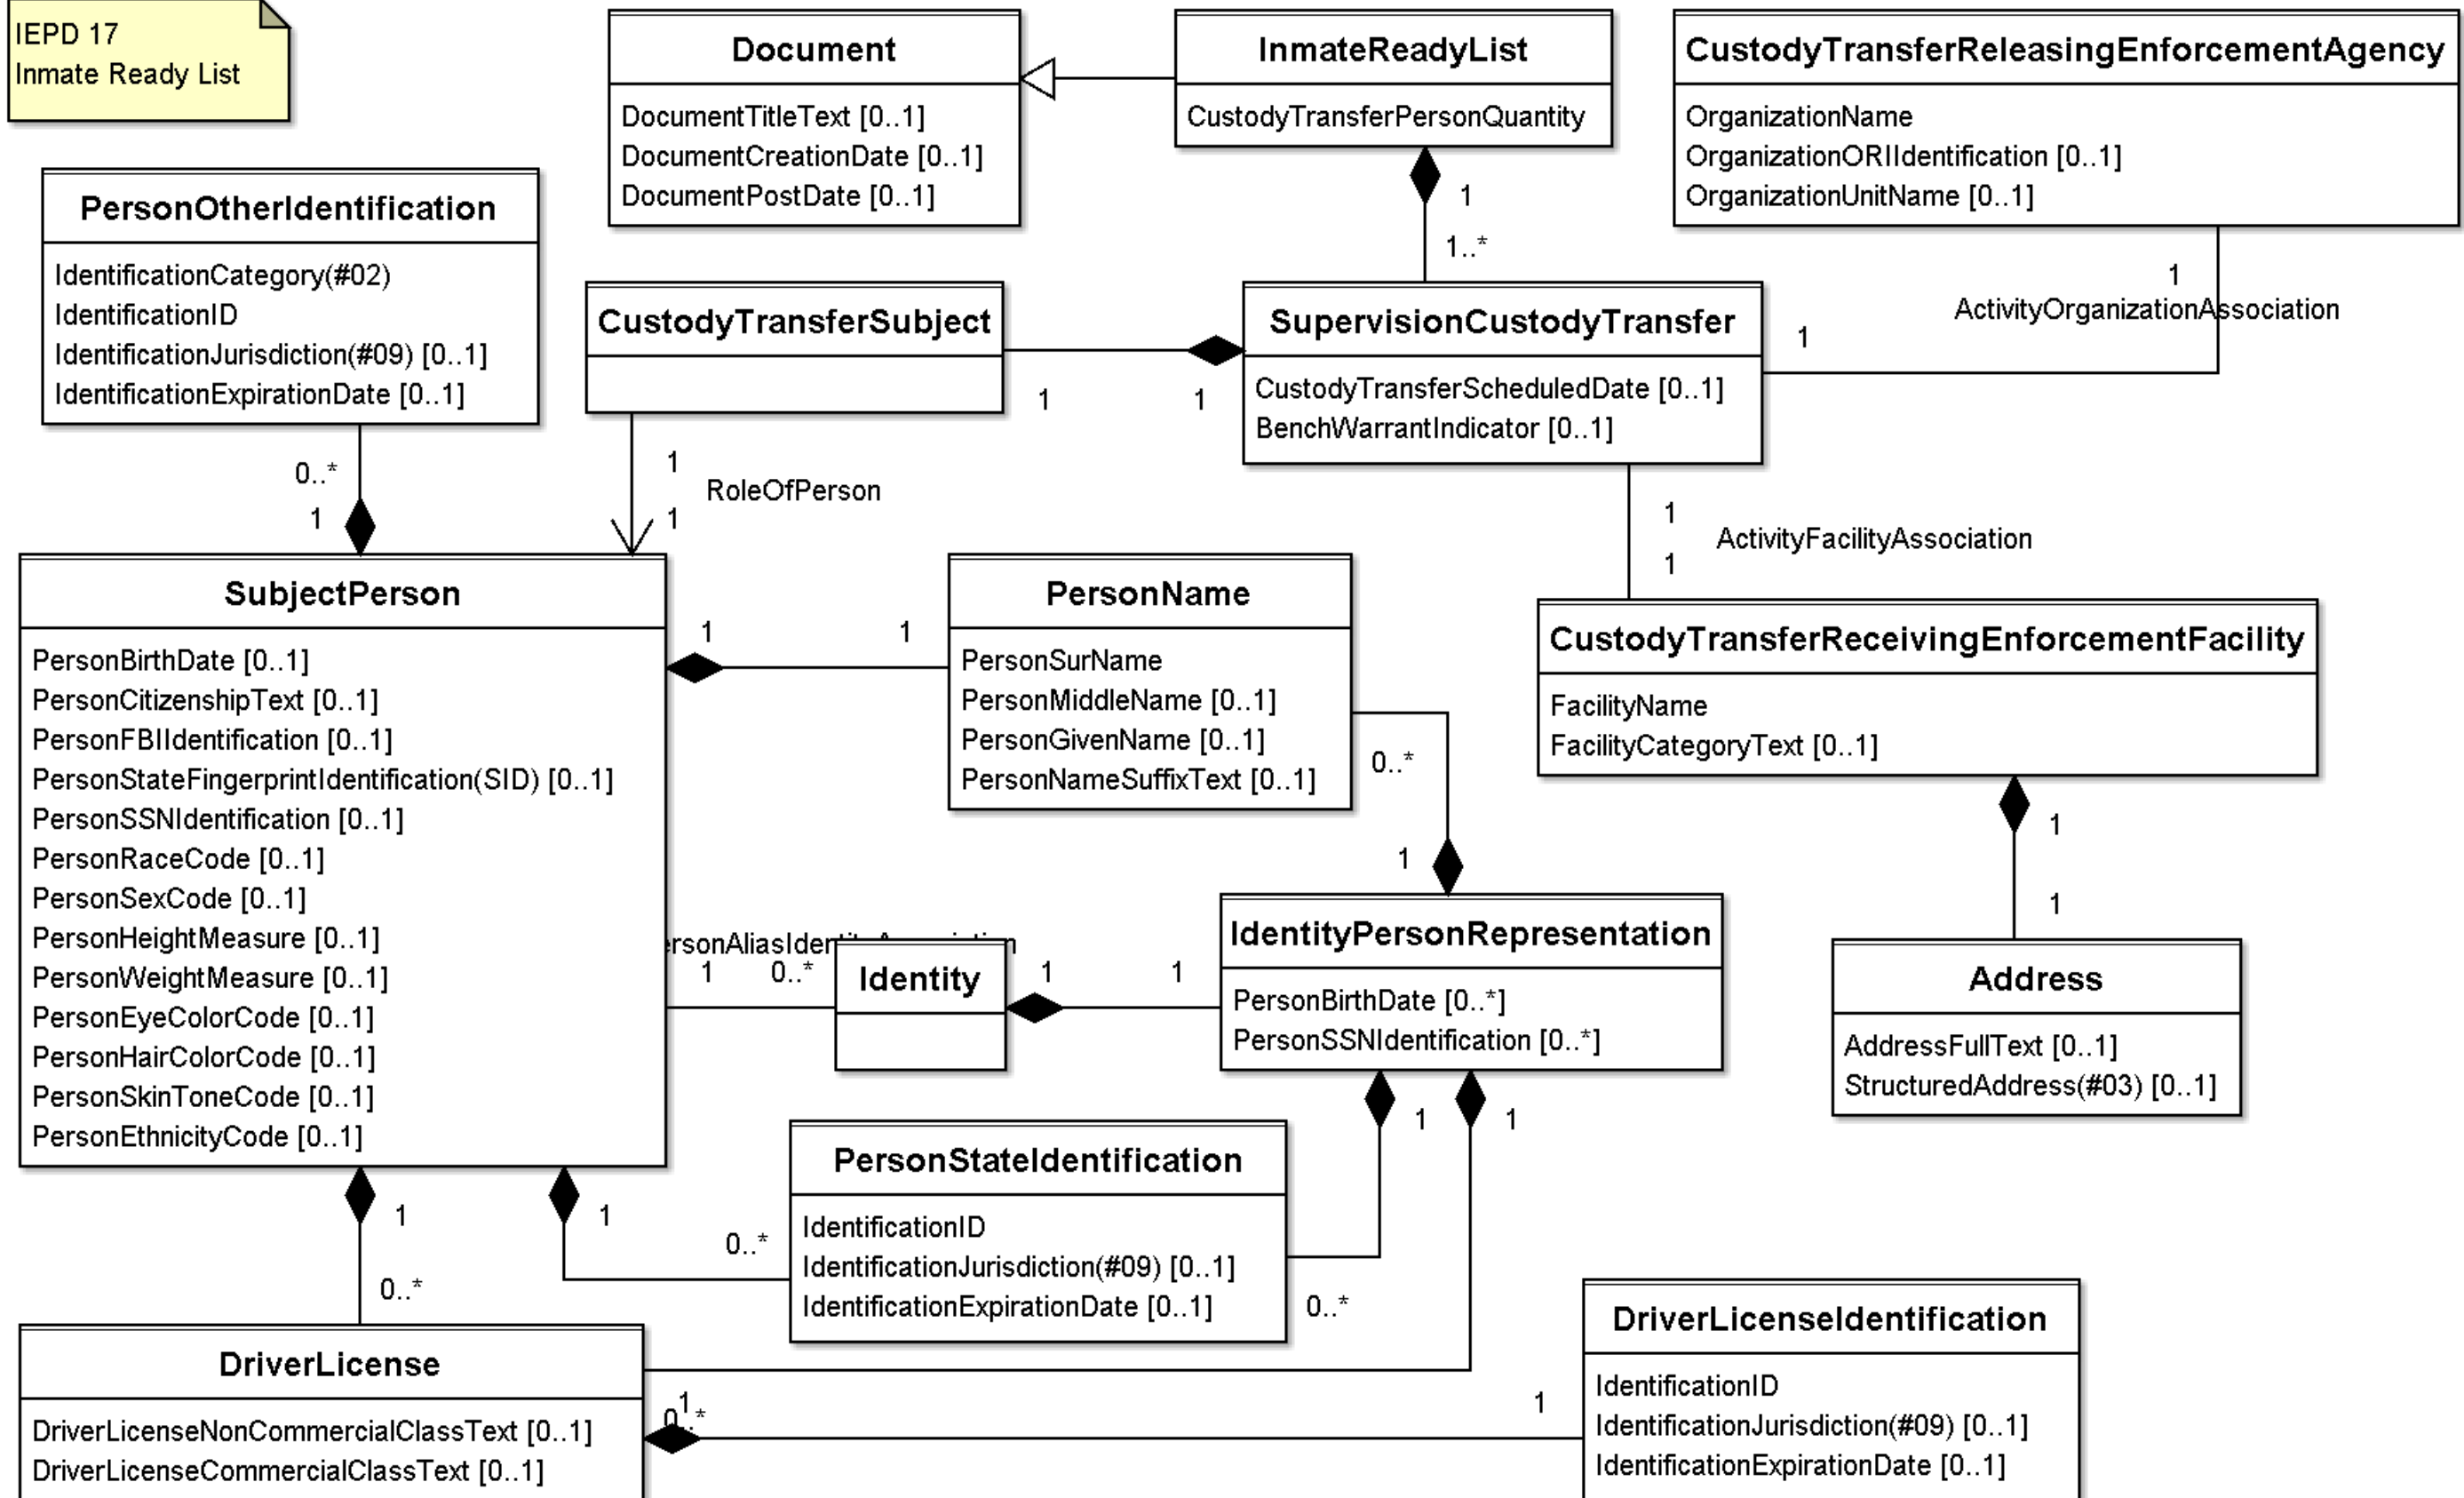 IEPD 17
Inmate Ready List
Document
DocumentTitleText [0..1]
DocumentCreationDate [0..1]
DocumentPostDate [0..1]
InmateReadyList
CustodyTransferPersonQuantity
CustodyTransferReleasingEnforcementAgency
OrganizationName
OrganizationORIIdentification [0..1]
OrganizationUnitName [0..1]
PersonOtherIdentification
IdentificationCategory(#02)
IdentificationID
IdentificationJurisdiction(#09) [0..1]
IdentificationExpirationDate [0..1]
1
1..*
1
ActivityOrganizationAssociation
1
CustodyTransferSubject
1
1
SupervisionCustodyTransfer
CustodyTransferScheduledDate [0..1]
BenchWarrantIndicator [0..1]
0..*
1
1
RoleOfPerson
1
1
ActivityFacilityAssociation
1
SubjectPerson
PersonBirthDate [0..1]
PersonCitizenshipText [0..1]
PersonFBIIdentification [0..1]
PersonStateFingerprintIdentification(SID) [0..1]
PersonSSNIdentification [0..1]
PersonRaceCode [0..1]
PersonSexCode [0..1]
PersonHeightMeasure [0..1]
PersonWeightMeasure [0..1]
PersonEyeColorCode [0..1]
PersonHairColorCode [0..1]
PersonSkinToneCode [0..1]
PersonEthnicityCode [0..1]
1
1
PersonName
PersonSurName
PersonMiddleName [0..1]
PersonGivenName [0..1]
PersonNameSuffixText [0..1]
0..*
1
CustodyTransferReceivingEnforcementFacility
FacilityName
FacilityCategoryText [0..1]
1
1
1
0..*
Identity
1
1
IdentityPersonRepresentation
PersonBirthDate [0..*]
PersonSSNIdentification [0..*]
Address
AddressFullText [0..1]
StructuredAddress(#03) [0..1]
1
1
PersonStateIdentification
IdentificationID
IdentificationJurisdiction(#09) [0..1]
IdentificationExpirationDate [0..1]
1
1
0..*
0..*
0..*
DriverLicense
DriverLicenseNonCommercialClassText [0..1]
DriverLicenseCommercialClassText [0..1]
1
0..*
1
DriverLicenseIdentification
IdentificationID
IdentificationJurisdiction(#09) [0..1]
IdentificationExpirationDate [0..1]